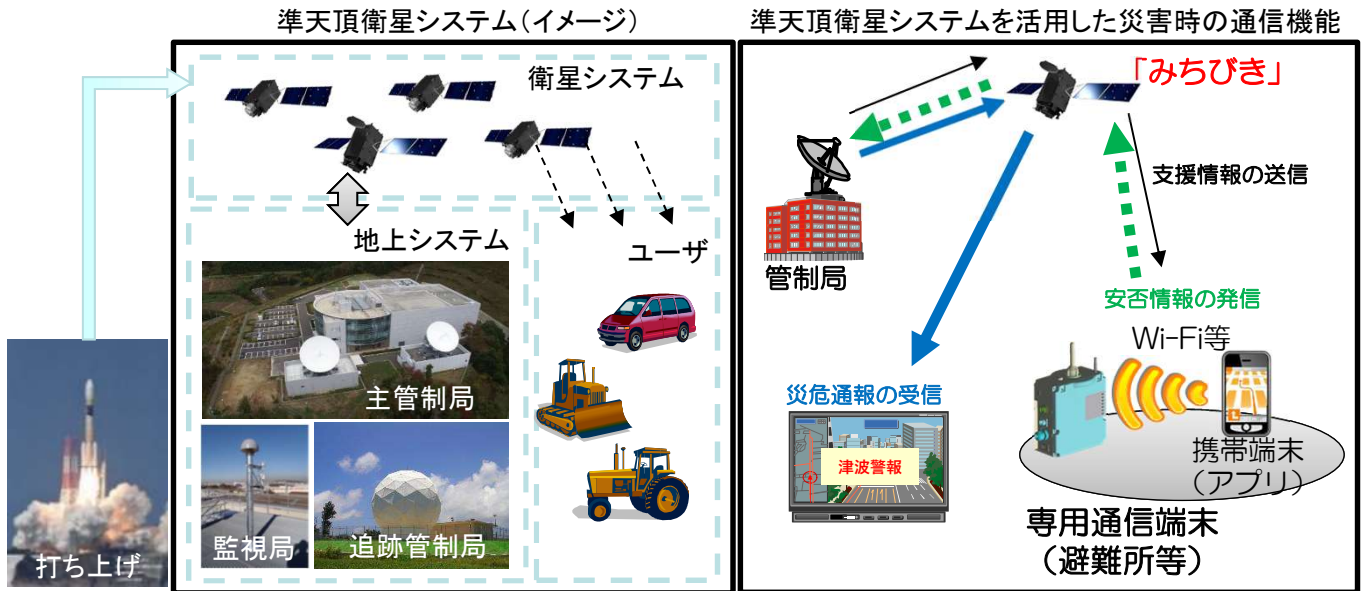 準天頂衛星システム（イメージ）
衛星システム
地上システム
主管制局
監視局
追跡管制局
ユーザ
打ち上げ
準天頂衛星システムを活用した災害時の通信機能
「みちびき」
管制局
支援情報の送信
安否情報の発信
災危通報の受信
津波警報
Wi-Fi等
携帯端末
（アプリ）
専用通信端末
（避難所等）